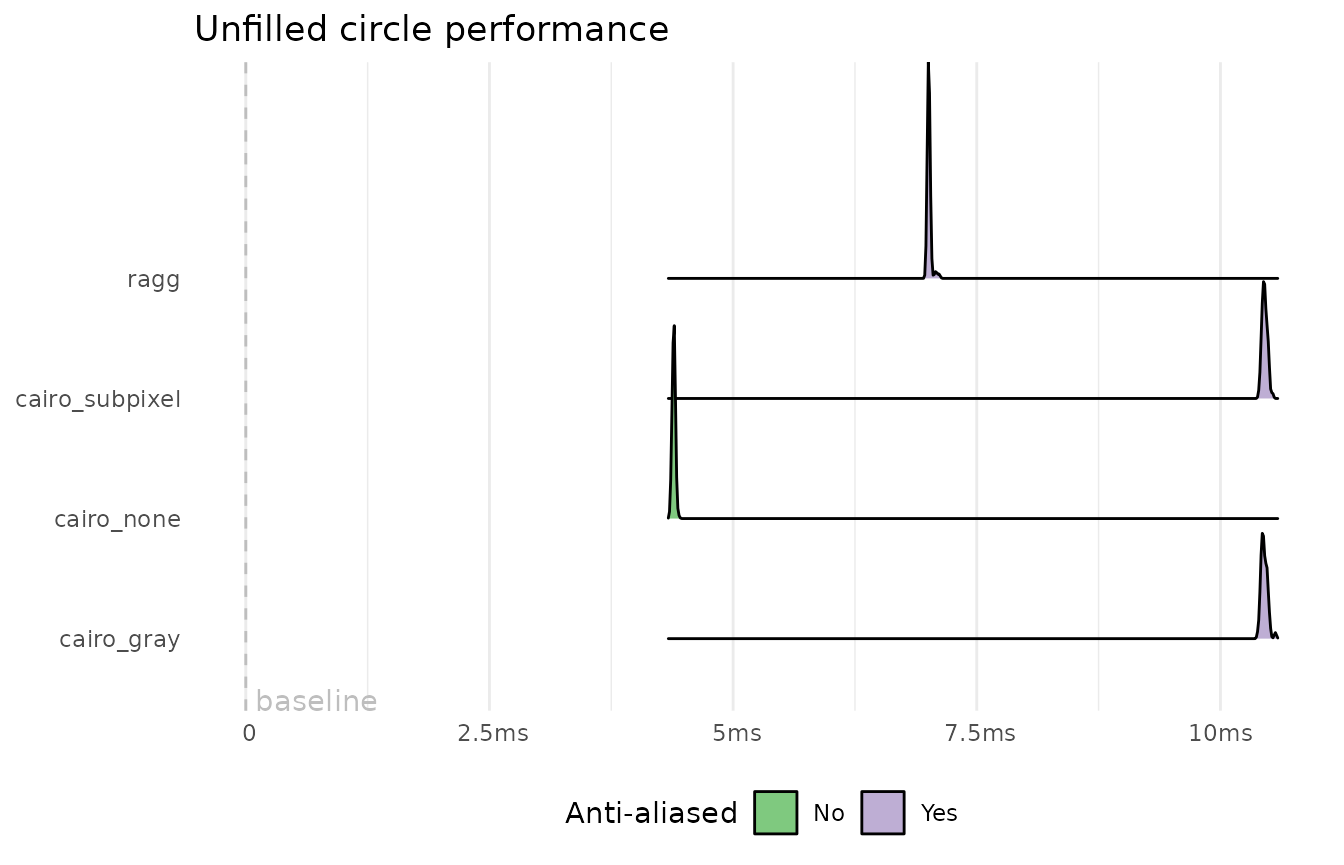 Unfilled circle performance
ragg
cairo_subpixel
cairo_none
cairo_gray
baseline
0 2.5ms 5ms 7.5ms 10ms
Anti-aliased No Yes